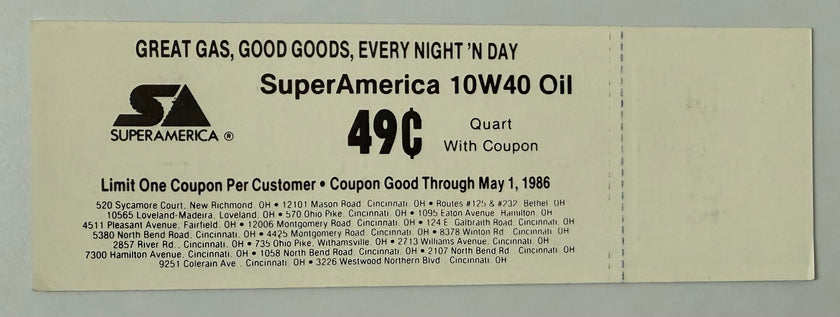 GREAT GAS, GOOD GOODS, EVERY NIGHT 'N DAY
SA
SUPERAMERICA ®
SuperAmerica 10W40 Oil
49¢
Quart
With Coupon
Limit One Coupon Per Customer • Coupon Good Through May 1, 1986
520 Sycamore Court, New Richmond, OH • 12101 Mason Road, Cincinnati, OH • Routes #125 & #232, Bethel, OH
10565 Loveland-Madeira, Loveland, OH • 570 Ohio Pike, Cincinnati, OH • 1095 Eaton Avenue, Hamilton, OH
4511 Pleasant Avenue, Fairfield, OH • 12006 Montgomery Road, Cincinnati, OH • 124 E. Galbraith Road, Cincinnati, OH
5380 North Bend Road, Cincinnati, OH • 4425 Montgomery Road, Cincinnati, OH • 8378 Winton Rd., Cincinnati, OH
2857 River Rd., Cincinnati, OH • 735 Ohio Pike, Withamsville, OH • 2713 Williams Avenue, Cincinnati, OH
7300 Hamilton Avenue, Cincinnati, OH • 1058 North Bend Road, Cincinnati, OH • 2107 North Bend Rd., Cincinnati, OH
9251 Colerain Ave., Cincinnati, OH • 3226 Westwood Northern Blvd., Cincinnati, OH